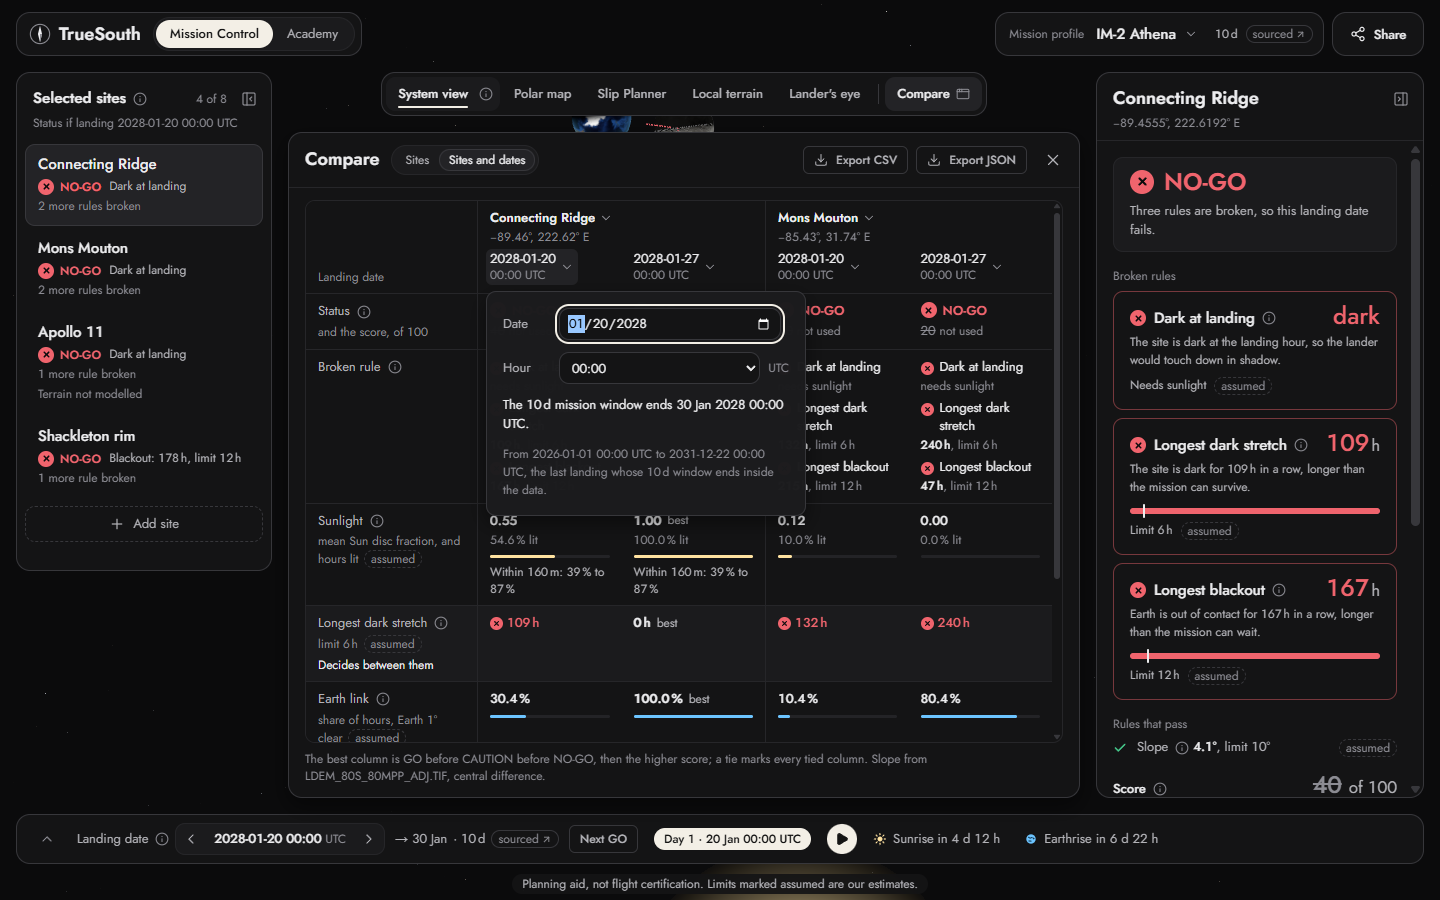 TrueSouth
Mission Control
Academy
Mission profile IM-2 Athena 10 d sourced ↗
Share
Selected sites 4 of 8
Status if landing 2028-01-20 00:00 UTC
Connecting Ridge
NO-GO Dark at landing
2 more rules broken
Mons Mouton
NO-GO Dark at landing
2 more rules broken
Apollo 11
NO-GO Dark at landing
1 more rule broken
Terrain not modelled
Shackleton rim
NO-GO Blackout: 178 h, limit 12 h
1 more rule broken
+ Add site
System view
Polar map
Slip Planner
Local terrain
Lander's eye
Compare
Compare
Sites
Sites and dates
Export CSV
Export JSON
Connecting Ridge
−89.46°, 222.62° E
Mons Mouton
−85.43°, 31.74° E
Landing date
2028-01-20
00:00 UTC
2028-01-27
00:00 UTC
2028-01-20
00:00 UTC
2028-01-27
00:00 UTC
Date 01/20/2028
Hour 00:00 UTC
The 10 d mission window ends 30 Jan 2028 00:00
UTC.
From 2026-01-01 00:00 UTC to 2031-12-22 00:00
UTC, the last landing whose 10 d window ends inside
the data.
Status
and the score, of 100
NO-GO
not used
NO-GO
20 not used
Broken rule
ark at landing
s sunlight
ongest dark
retch
, limit 6 h
ongest blackout
, limit 12 h
Dark at landing
needs sunlight
Longest dark
stretch
240 h, limit 6 h
Longest blackout
47 h, limit 12 h
Sunlight
mean Sun disc fraction, and
hours lit assumed
0.55
54.6 % lit
Within 160 m: 39 % to
87 %
1.00 best
100.0 % lit
Within 160 m: 39 % to
87 %
0.12
10.0 % lit
0.00
0.0 % lit
Longest dark stretch
limit 6 h assumed
Decides between them
109 h
0 h best
132 h
240 h
Earth link
share of hours, Earth 1°
clear assumed
30.4 %
100.0 % best
10.4 %
80.4 %
The best column is GO before CAUTION before NO-GO, then the higher score; a tie marks every tied column. Slope from
LDEM_80S_80MPP_ADJ.TIF, central difference.
Connecting Ridge
−89.4555°, 222.6192° E
NO-GO
Three rules are broken, so this landing date
fails.
Broken rules
Dark at landing dark
The site is dark at the landing hour, so the lander
would touch down in shadow.
Needs sunlight assumed
Longest dark stretch 109 h
The site is dark for 109 h in a row, longer than
the mission can survive.
Limit 6 h assumed
Longest blackout 167 h
Earth is out of contact for 167 h in a row, longer
than the mission can wait.
Limit 12 h assumed
Rules that pass
Slope 4.1°, limit 10° assumed
Score 40 of 100
Landing date 2028-01-20 00:00 UTC → 30 Jan · 10 d sourced ↗ Next GO Day 1 · 20 Jan 00:00 UTC Sunrise in 4 d 12 h Earthrise in 6 d 22 h
Planning aid, not flight certification. Limits marked assumed are our estimates.